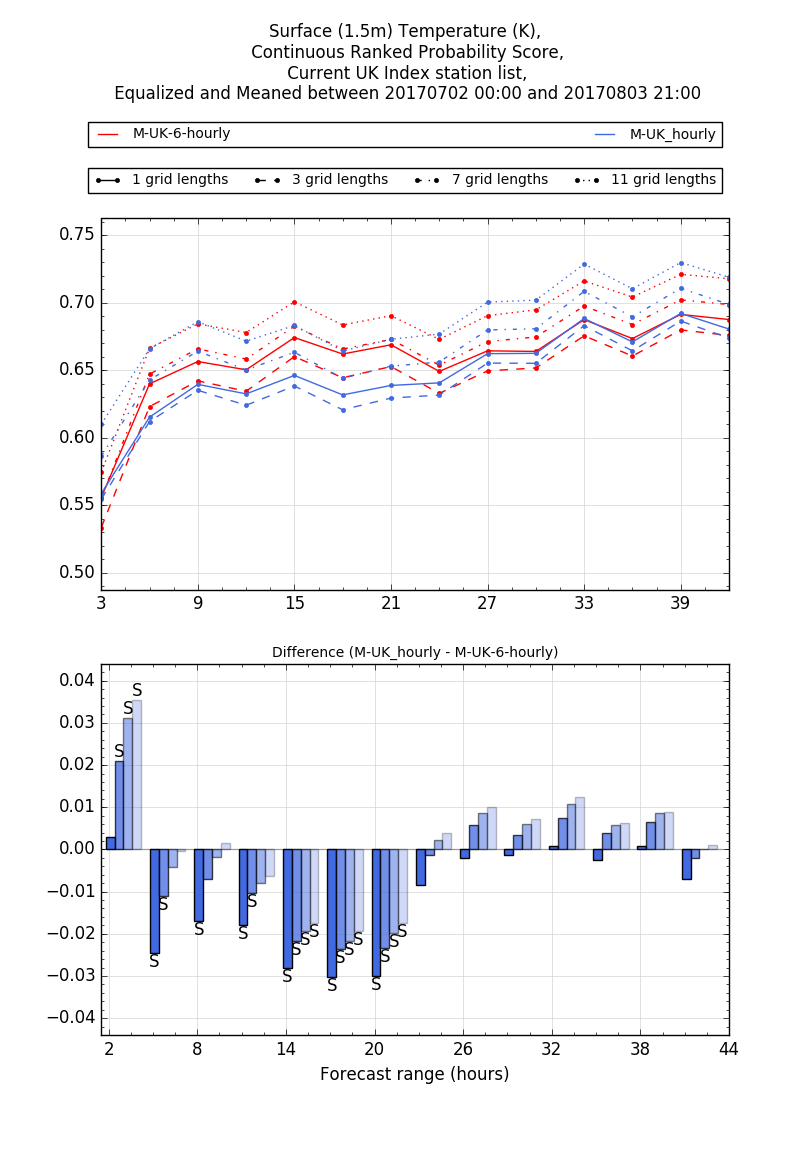 Surface (1.5m) Temperature (K),
Continuous Ranked Probability Score,
Current UK Index station list,
Equalized and Meaned between 20170702 00:00 and 20170803 21:00
M-UK-6-hourly M-UK_hourly
1 grid lengths 3 grid lengths 7 grid lengths 11 grid lengths
0.75
0.70
0.65
0.60
0.55
0.50
3 9 15 21 27 33 39
Difference (M-UK_hourly - M-UK-6-hourly)
0.04
0.03
0.02
0.01
0.00
−0.01
−0.02
−0.03
−0.04
S S S S
S S S S S
S S S S S
S S S S S S S
2 8 14 20 26 32 38 44
Forecast range (hours)